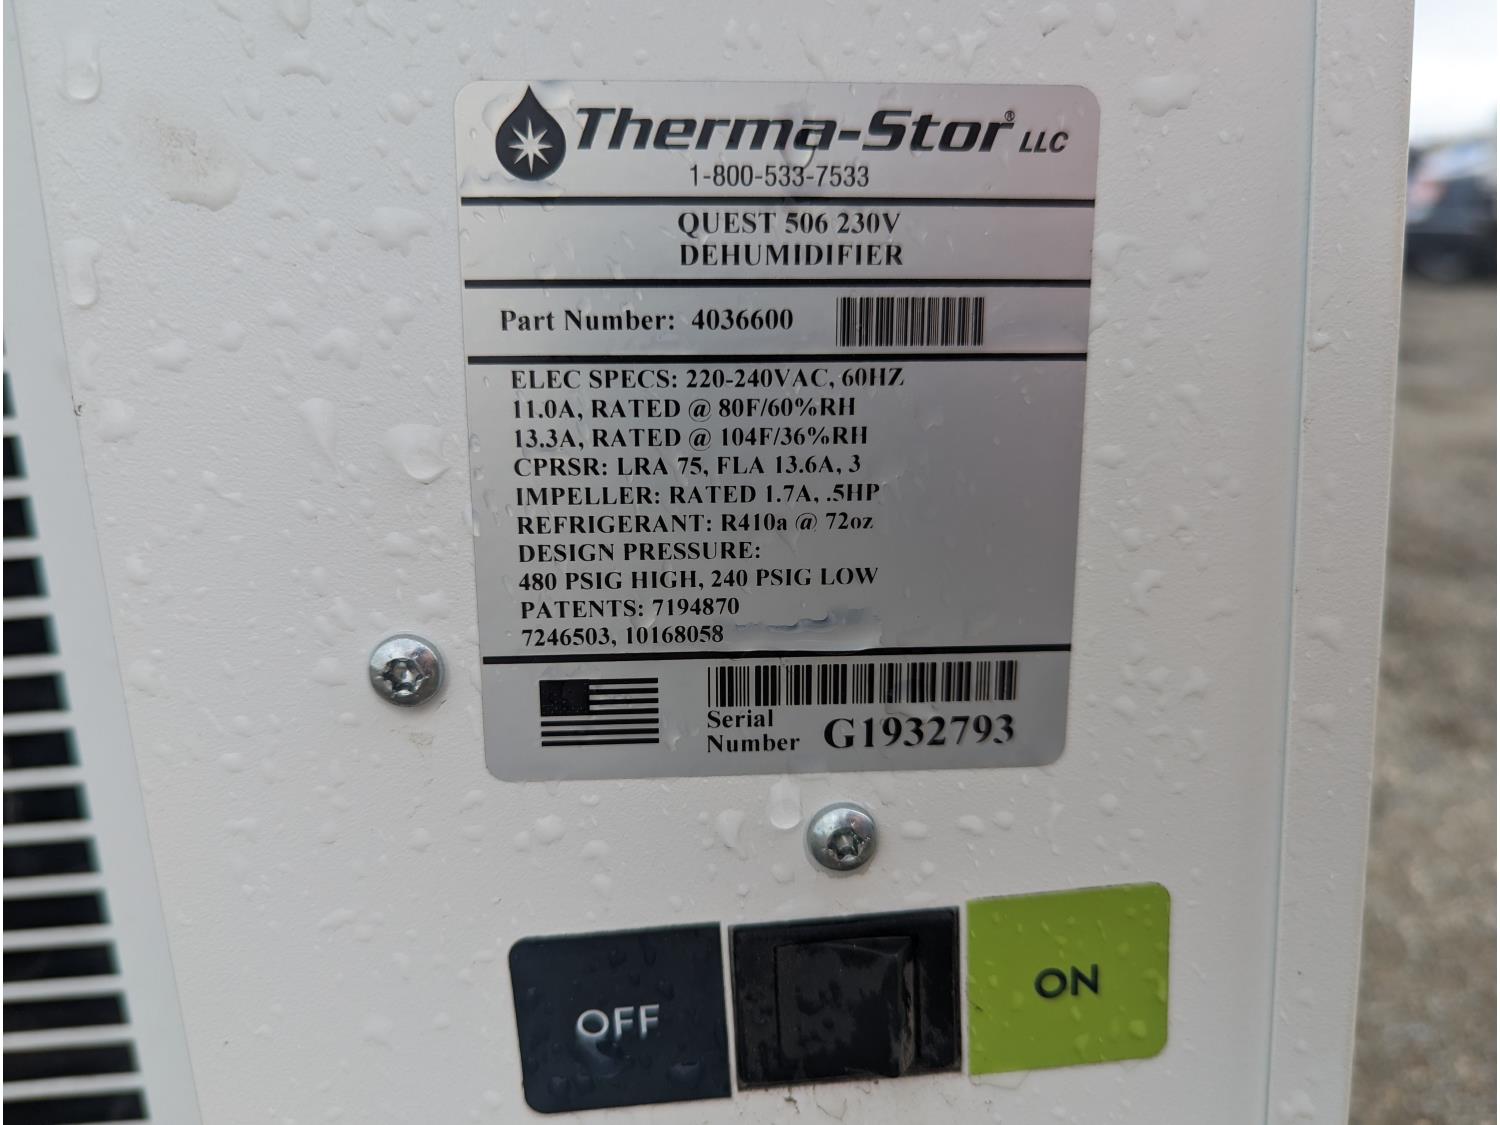 Therma-Stor® LLC
1-800-533-7533
QUEST 506 230V
DEHUMIDIFIER
Part Number: 4036600
ELEC SPECS: 220-240VAC, 60HZ
11.0A, RATED @ 80F/60%RH
13.3A, RATED @ 104F/36%RH
CPRSR: LRA 75, FLA 13.6A, 3
IMPELLER: RATED 1.7A, .5HP
REFRIGERANT: R410a @ 72oz
DESIGN PRESSURE:
480 PSIG HIGH, 240 PSIG LOW
PATENTS: 7194870
7246503, 10168058
Serial
Number G1932793
OFF
ON